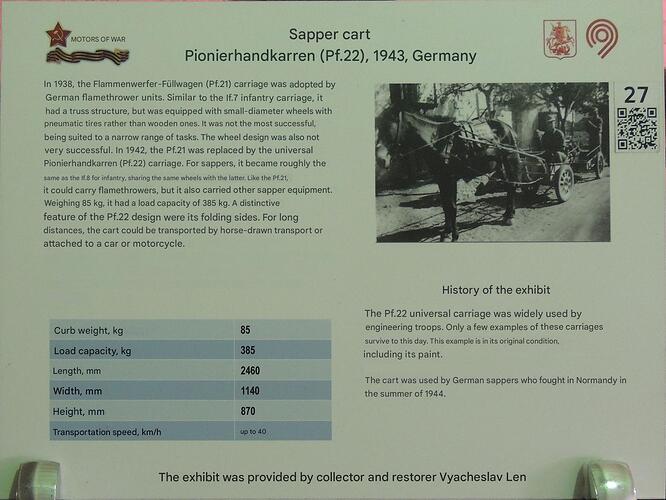 MOTORS OF WAR
Sapper cart
Pionierhandkarren (Pf.22), 1943, Germany
In 1938, the Flammenwerfer-Füllwagen (Pf.21) carriage was adopted by
German flamethrower units. Similar to the If.7 infantry carriage, it
had a truss structure, but was equipped with small-diameter wheels with
pneumatic tires rather than wooden ones. It was not the most successful,
being suited to a narrow range of tasks. The wheel design was also not
very successful. In 1942, the Pf.21 was replaced by the universal
Pionierhandkarren (Pf.22) carriage. For sappers, it became roughly the
same as the If.8 for infantry, sharing the same wheels with the latter. Like the Pf.21,
it could carry flamethrowers, but it also carried other sapper equipment.
Weighing 85 kg, it had a load capacity of 385 kg. A distinctive
feature of the Pf.22 design were its folding sides. For long
distances, the cart could be transported by horse-drawn transport or
attached to a car or motorcycle.
27
Curb weight, kg 85
Load capacity, kg 385
Length, mm 2460
Width, mm 1140
Height, mm 870
Transportation speed, km/h up to 40
History of the exhibit
The Pf.22 universal carriage was widely used by
engineering troops. Only a few examples of these carriages
survive to this day. This example is in its original condition,
including its paint.
The cart was used by German sappers who fought in Normandy in
the summer of 1944.
The exhibit was provided by collector and restorer Vyacheslav Len